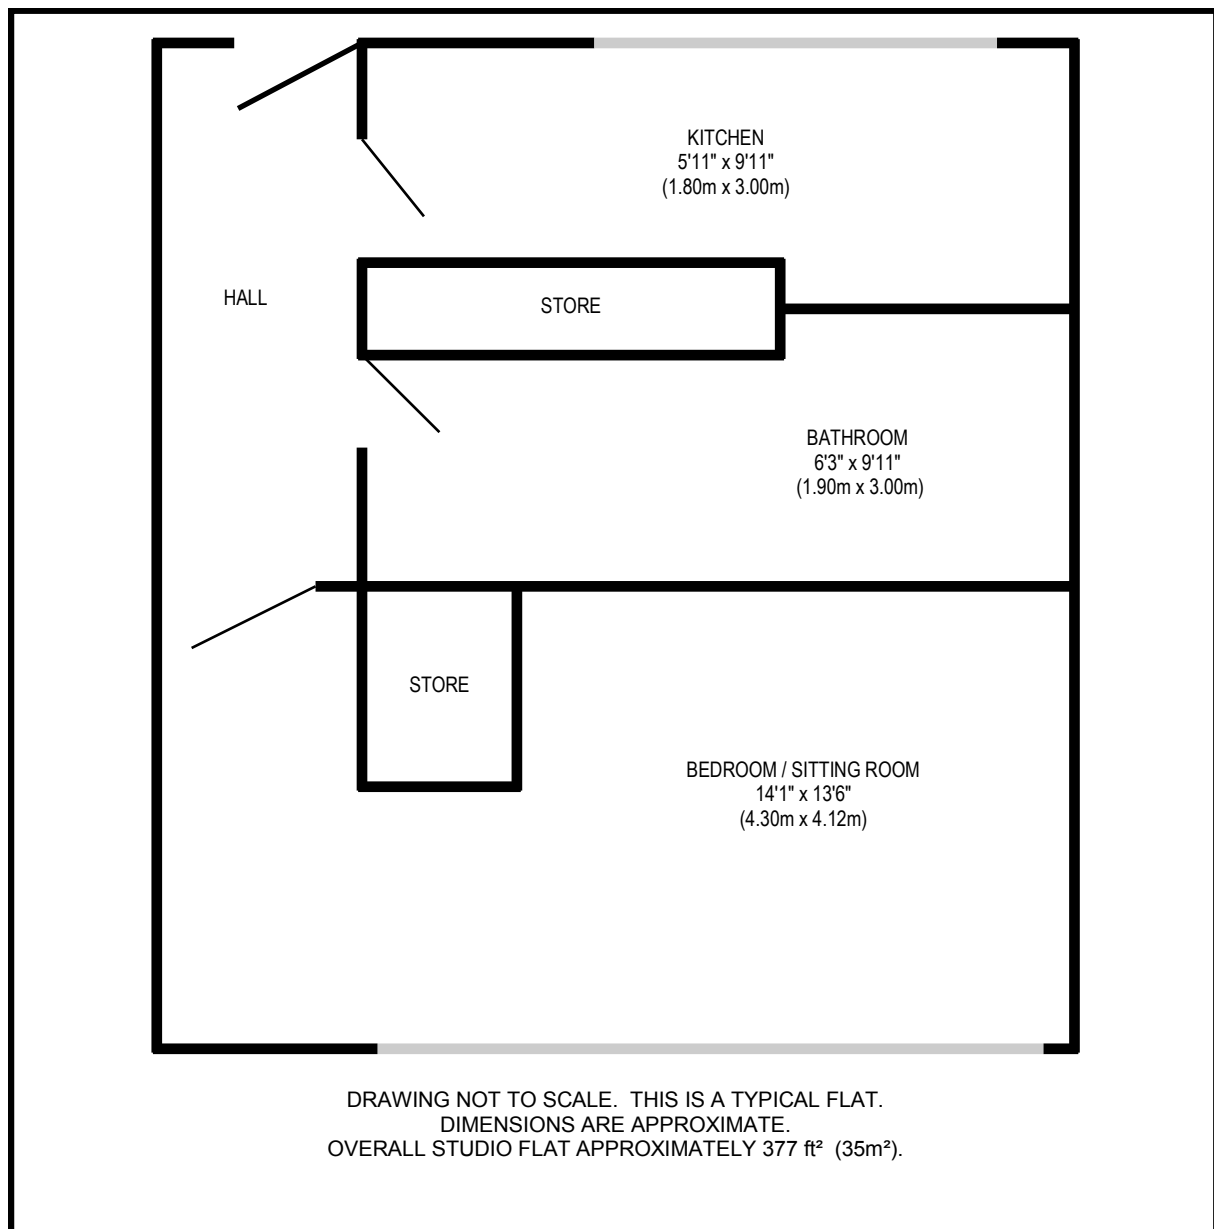 KITCHEN
5'11" x 9'11"
(1.80m x 3.00m)
HALL
STORE
BATHROOM
6'3" x 9'11"
(1.90m x 3.00m)
STORE
BEDROOM / SITTING ROOM
14'1" x 13'6"
(4.30m x 4.12m)
DRAWING NOT TO SCALE. THIS IS A TYPICAL FLAT.
DIMENSIONS ARE APPROXIMATE.
OVERALL STUDIO FLAT APPROXIMATELY 377 ft² (35m²).